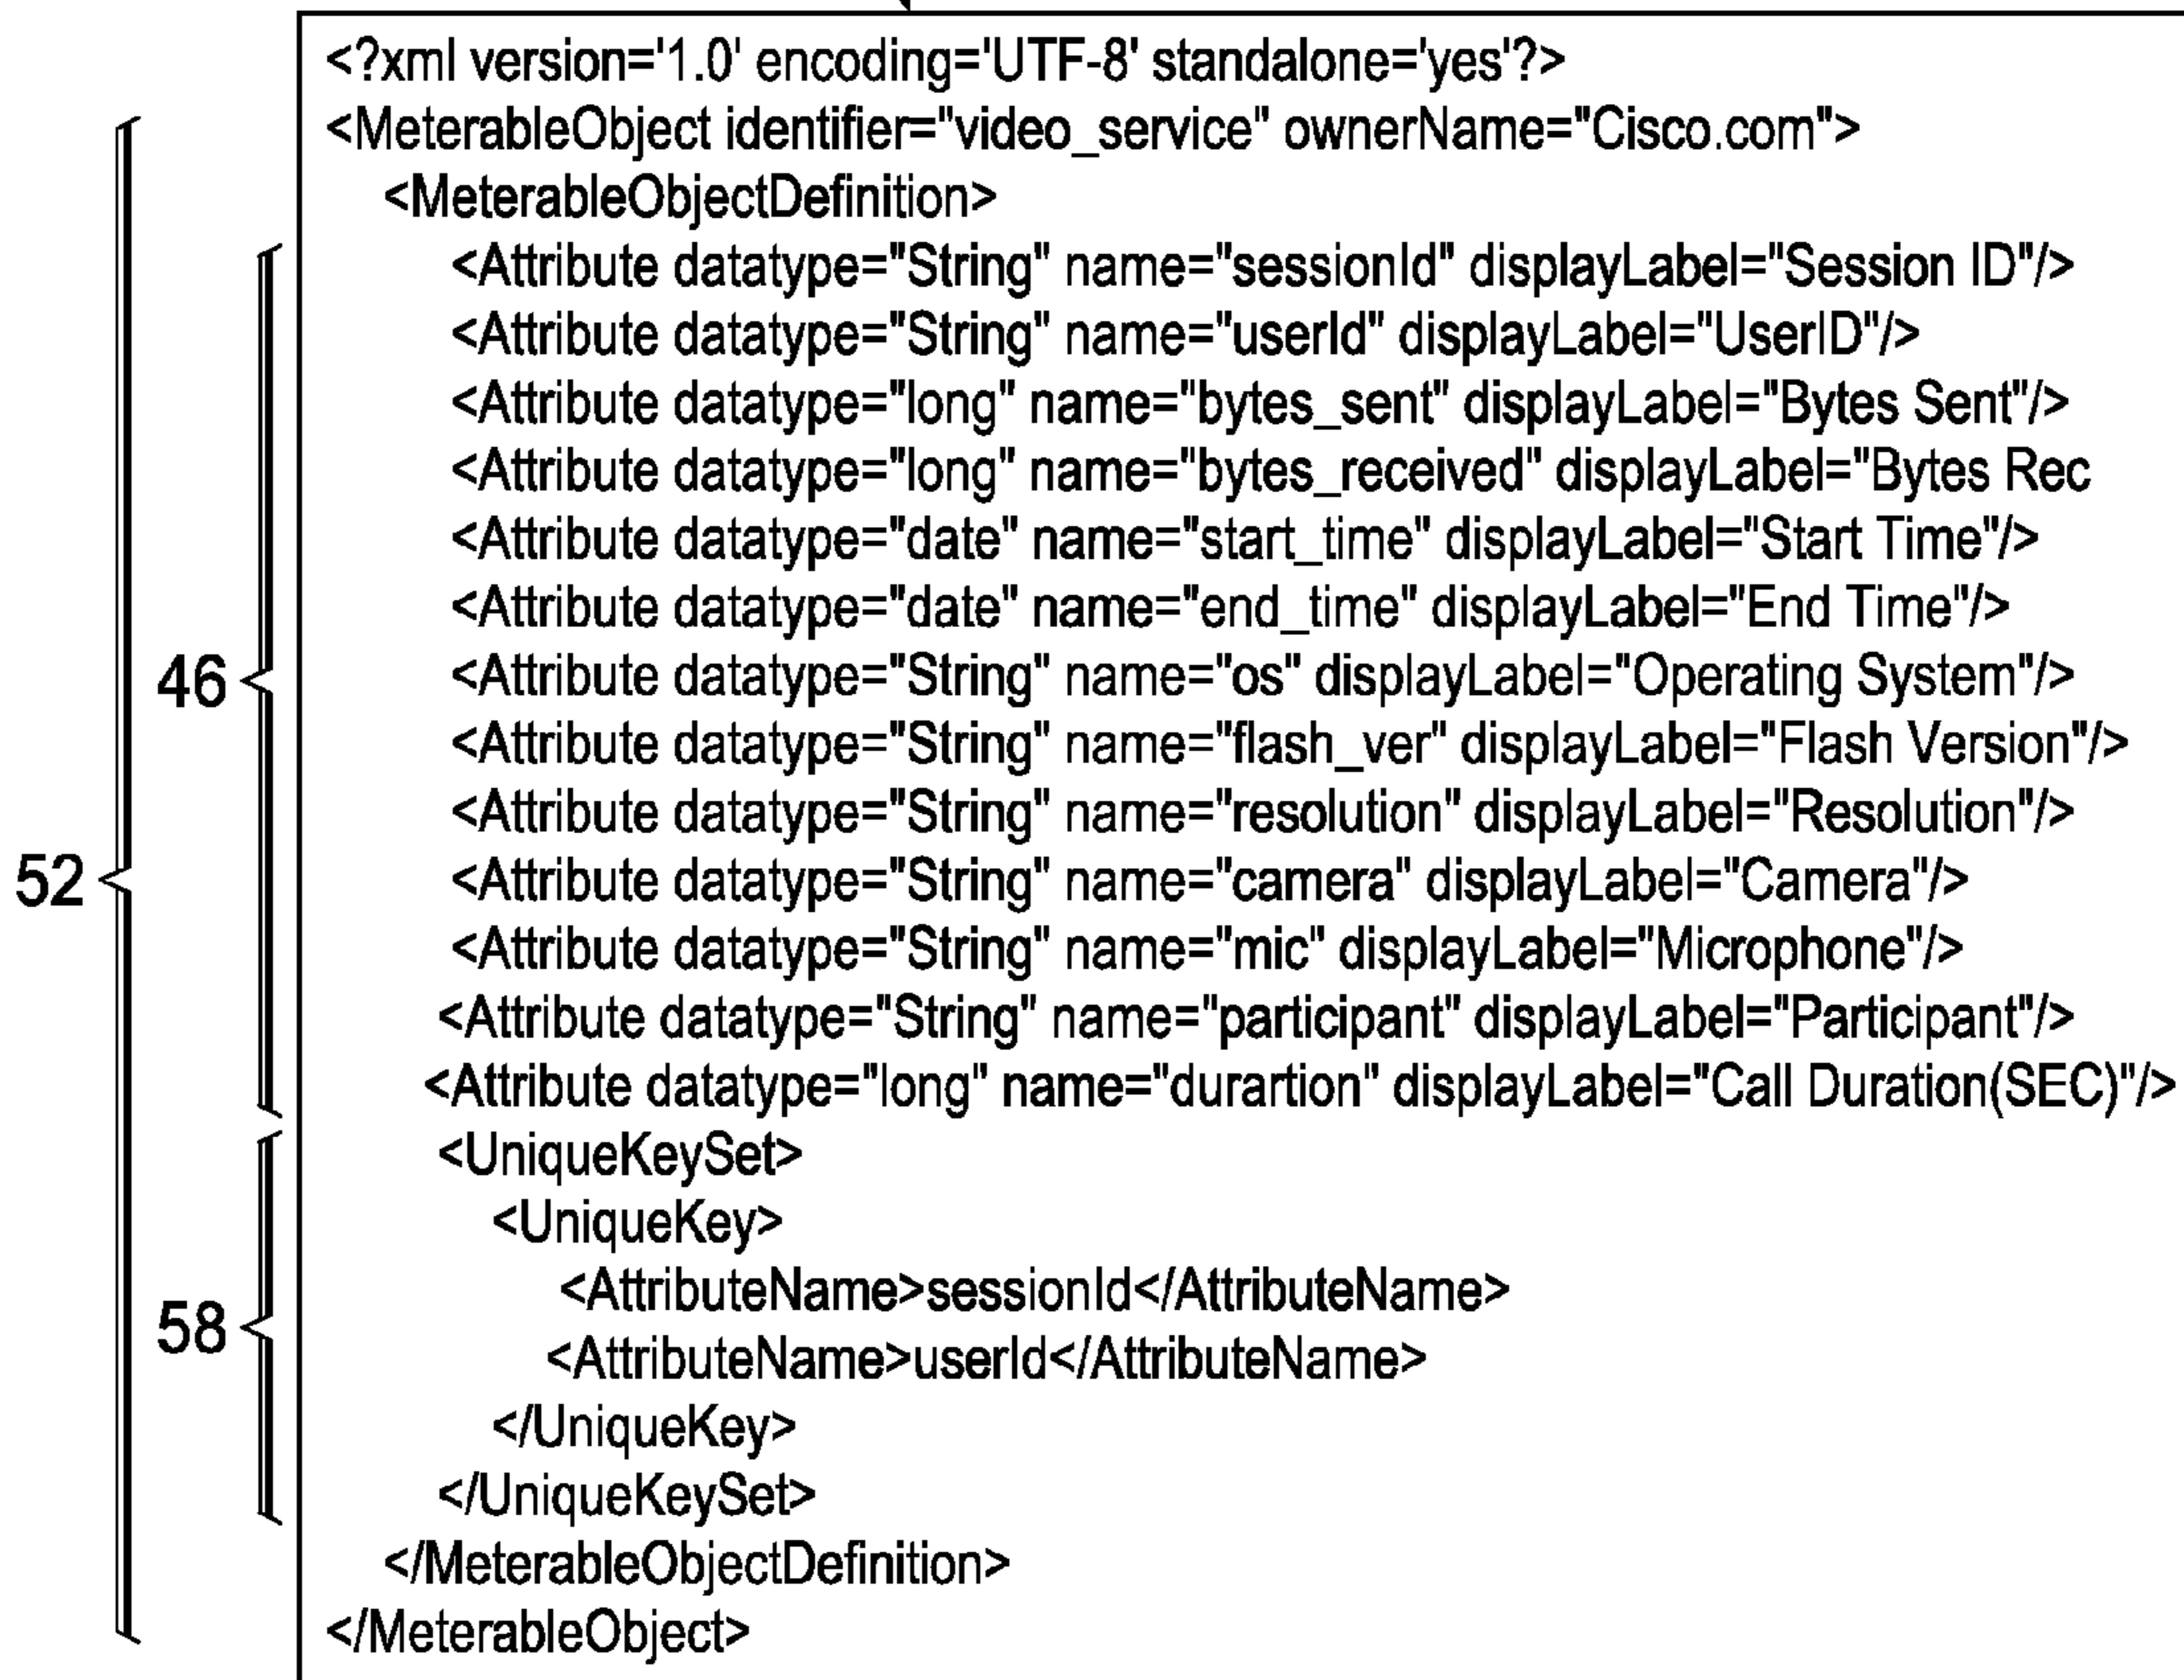 <?xml version='1.0' encoding='UTF-8' standalone='yes'?>
<MeterableObject identifier="video_service" ownerName="Cisco.com">
<MeterableObjectDefinition>
<Attribute datatype="String" name="sessionId" displayLabel="Session ID"/>
<Attribute datatype="String" name="userId" displayLabel="UserID"/>
<Attribute datatype="long" name="bytes_sent" displayLabel="Bytes Sent"/>
<Attribute datatype="long" name="bytes_received" displayLabel="Bytes Rec
<Attribute datatype="date" name="start_time" displayLabel="Start Time"/>
<Attribute datatype="date" name="end_time" displayLabel="End Time"/>
46 <Attribute datatype="String" name="os" displayLabel="Operating System"/>
<Attribute datatype="String" name="flash_ver" displayLabel="Flash Version"/>
<Attribute datatype="String" name="resolution" displayLabel="Resolution"/>
52 <Attribute datatype="String" name="camera" displayLabel="Camera"/>
<Attribute datatype="String" name="mic" displayLabel="Microphone"/>
<Attribute datatype="String" name="participant" displayLabel="Participant"/>
<Attribute datatype="long" name="durartion" displayLabel="Call Duration(SEC)"/>
<UniqueKeySet>
<UniqueKey>
<AttributeName>sessionId</AttributeName>
58 <AttributeName>userId</AttributeName>
</UniqueKey>
</UniqueKeySet>
</MeterableObjectDefinition>
</MeterableObject>